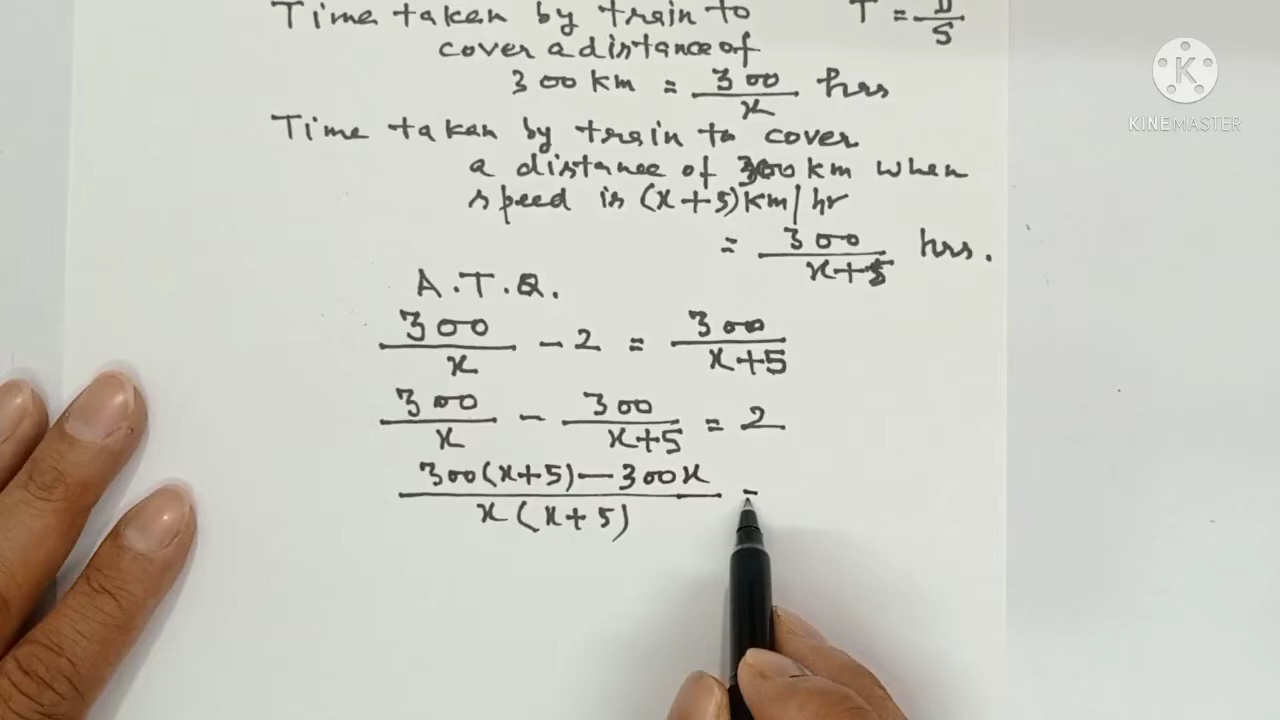 Time taken by train to T = D/S
cover a distance of
300 km = 300/x hrs
Time taken by train to cover
a distance of 300 km when
speed is (x+5) km/hr
= 300/x+5 hrs.
A.T.Q.
300/x - 2 = 300/x+5
300/x - 300/x+5 = 2
300(x+5) - 300x / x(x+5) =
K
KINEMASTER